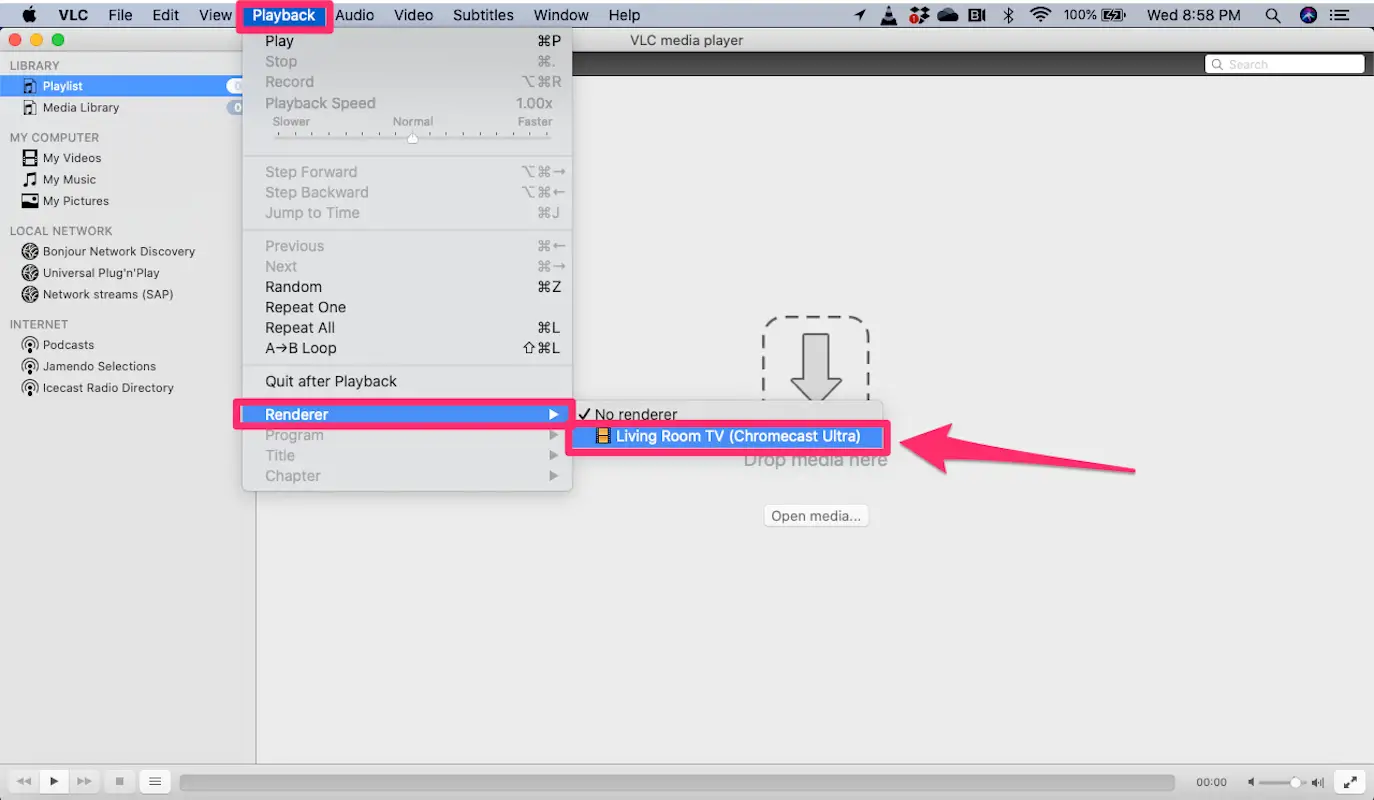 VLC File Edit View Playback Audio Video Subtitles Window Help 100% Wed 8:58 PM
VLC media player
Search
LIBRARY
Playlist 0
Media Library 0
MY COMPUTER
My Videos
My Music
My Pictures
LOCAL NETWORK
Bonjour Network Discovery
Universal Plug'n'Play
Network streams (SAP)
INTERNET
Podcasts
Jamendo Selections
Icecast Radio Directory
Play ⌘P
Stop ⌘.
Record ⌥⌘R
Playback Speed 1.00x
Slower Normal Faster
Step Forward ⌥⌘→
Step Backward ⌥⌘←
Jump to Time ⌘J
Previous ⌘←
Next ⌘→
Random ⌘Z
Repeat One
Repeat All ⌘L
A→B Loop ⇧⌘L
Quit after Playback
Renderer ▶
Program ▶
Title ▶
Chapter ▶
✓ No renderer
Living Room TV (Chromecast Ultra)
Drop media here
Open media...
00:00